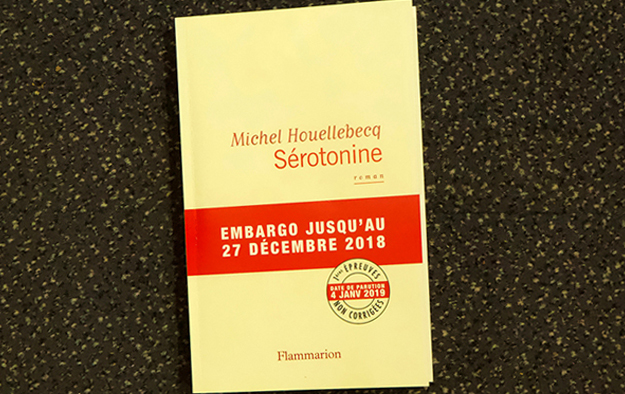 Michel Houellebecq
Sérotonine
roman
EMBARGO JUSQU'AU
27 DÉCEMBRE 2018
ÉPREUVES
DATE DE PARUTION
4 JANV 2019
NON CORRIGÉES
Flammarion